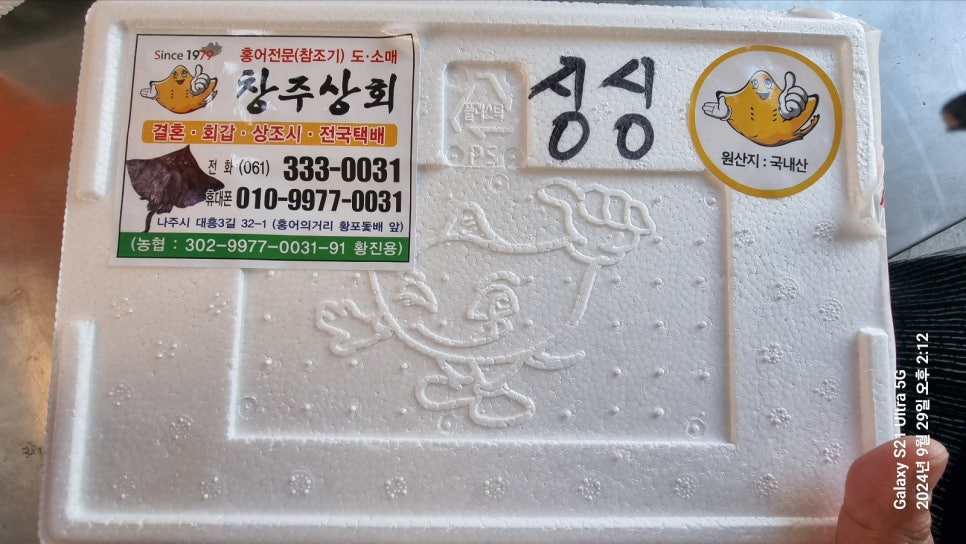 Since 1979
홍어전문(참조기) 도·소매
창주상회
결혼·회갑·상조시·전국택배
전 화 (061) 333-0031
휴대폰 010-9977-0031
나주시 대흥3길 32-1 (홍어의거리 황포돛배 앞)
(농협 : 302-9977-0031-91 황진용)
플라스틱
PS
싱싱
원산지 : 국내산
Galaxy S21 Ultra 5G
2024년 9월 29일 오후 2:12